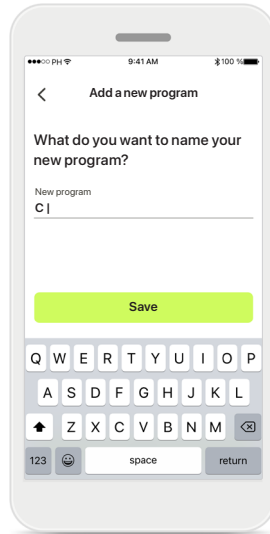 PH 9:41 AM 100 %
Add a new program
What do you want to name your
new program?
New program
C |
Save
Q W E R T Y U I O P
A S D F G H J K L
Z X C V B N M
123 space return